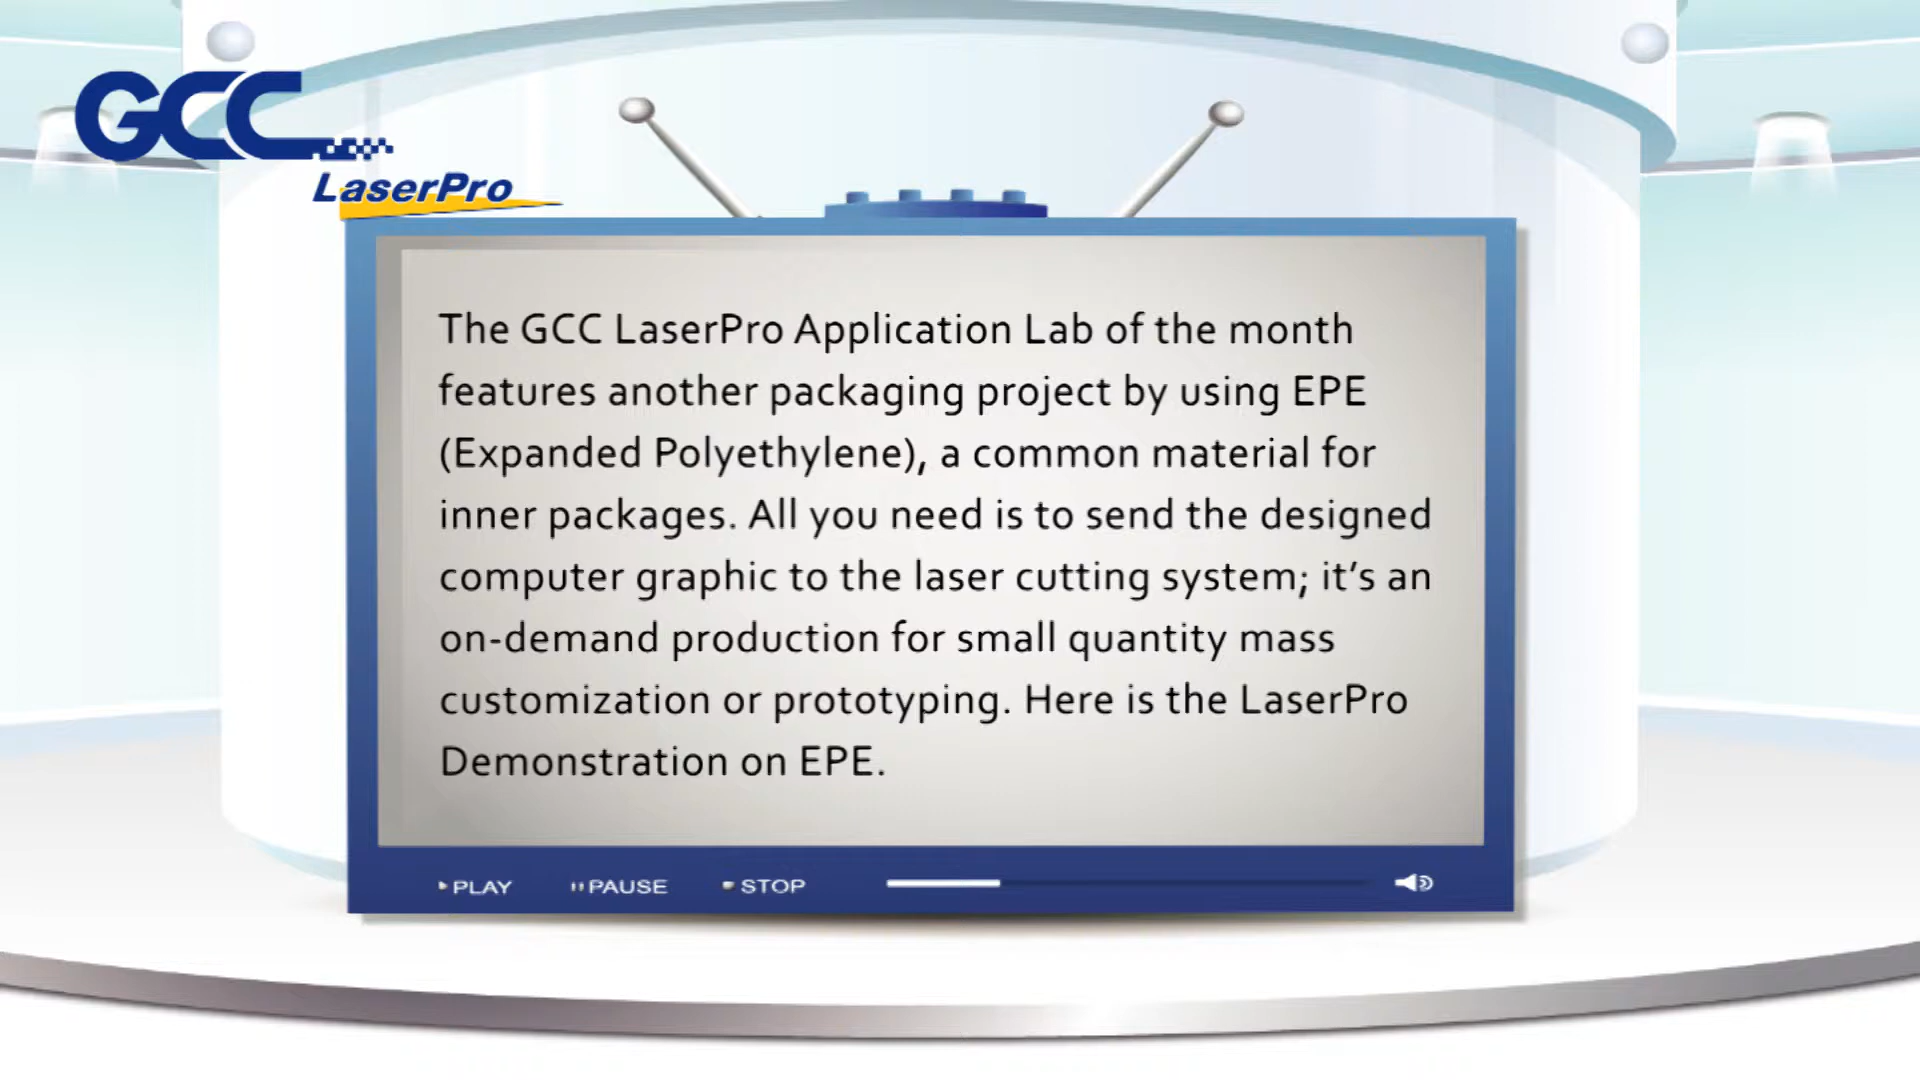 GCC
LaserPro
The GCC LaserPro Application Lab of the month
features another packaging project by using EPE
(Expanded Polyethylene), a common material for
inner packages. All you need is to send the designed
computer graphic to the laser cutting system; it’s an
on-demand production for small quantity mass
customization or prototyping. Here is the LaserPro
Demonstration on EPE.
PLAY PAUSE STOP